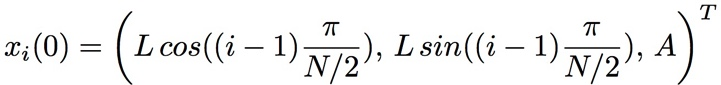 x_i(0) = ( L cos((i − 1) π/(N/2)), L sin((i − 1) π/(N/2)), A )^T